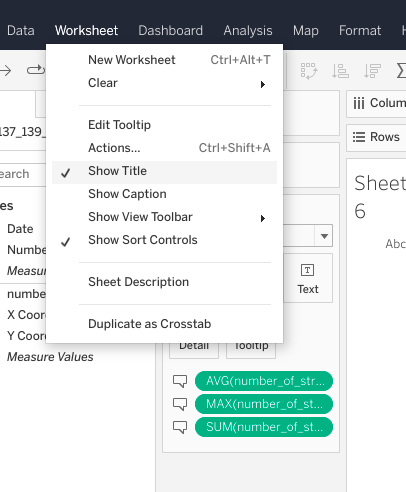 Data Worksheet Dashboard Analysis Map Format
New Worksheet Ctrl+Alt+T
Clear
Colum
137_139_
Edit Tooltip
Rows
Actions... Ctrl+Shift+A
earch
Show Title
Sheet
6
Show Caption
es
Show View Toolbar
Date
Show Sort Controls
Abc
Numbe
Measure
Sheet Description
Text
numbe
X Coor
Duplicate as Crosstab
Y Coor
Detail Tooltip
Measure Values
AVG(number_of_str...
MAX(number_of_st...
SUM(number_of_st...